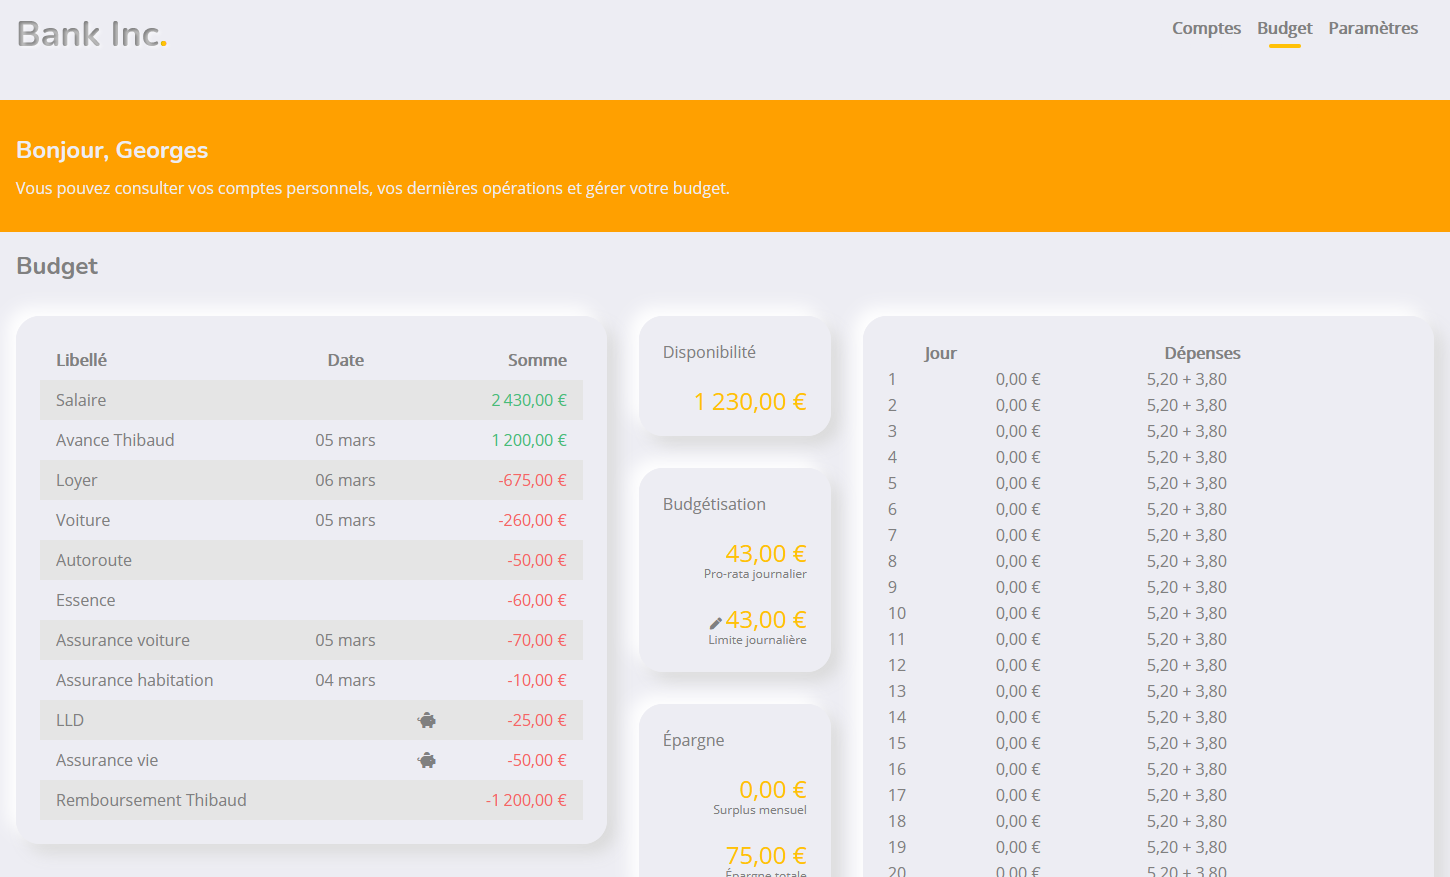 Bank Inc.
Comptes Budget Paramètres
Bonjour, Georges
Vous pouvez consulter vos comptes personnels, vos dernières opérations et gérer votre budget.
Budget
Libellé Date Somme
Salaire 2 430,00 €
Avance Thibaud 05 mars 1 200,00 €
Loyer 06 mars -675,00 €
Voiture 05 mars -260,00 €
Autoroute -50,00 €
Essence -60,00 €
Assurance voiture 05 mars -70,00 €
Assurance habitation 04 mars -10,00 €
LLD -25,00 €
Assurance vie -50,00 €
Remboursement Thibaud -1 200,00 €
Disponibilité
1 230,00 €
Budgétisation
43,00 €
Pro-rata journalier
43,00 €
Limite journalière
Épargne
0,00 €
Surplus mensuel
75,00 €
Épargne totale
Jour Dépenses
1 0,00 € 5,20 + 3,80
2 0,00 € 5,20 + 3,80
3 0,00 € 5,20 + 3,80
4 0,00 € 5,20 + 3,80
5 0,00 € 5,20 + 3,80
6 0,00 € 5,20 + 3,80
7 0,00 € 5,20 + 3,80
8 0,00 € 5,20 + 3,80
9 0,00 € 5,20 + 3,80
10 0,00 € 5,20 + 3,80
11 0,00 € 5,20 + 3,80
12 0,00 € 5,20 + 3,80
13 0,00 € 5,20 + 3,80
14 0,00 € 5,20 + 3,80
15 0,00 € 5,20 + 3,80
16 0,00 € 5,20 + 3,80
17 0,00 € 5,20 + 3,80
18 0,00 € 5,20 + 3,80
19 0,00 € 5,20 + 3,80
20 0,00 € 5,20 + 3,80